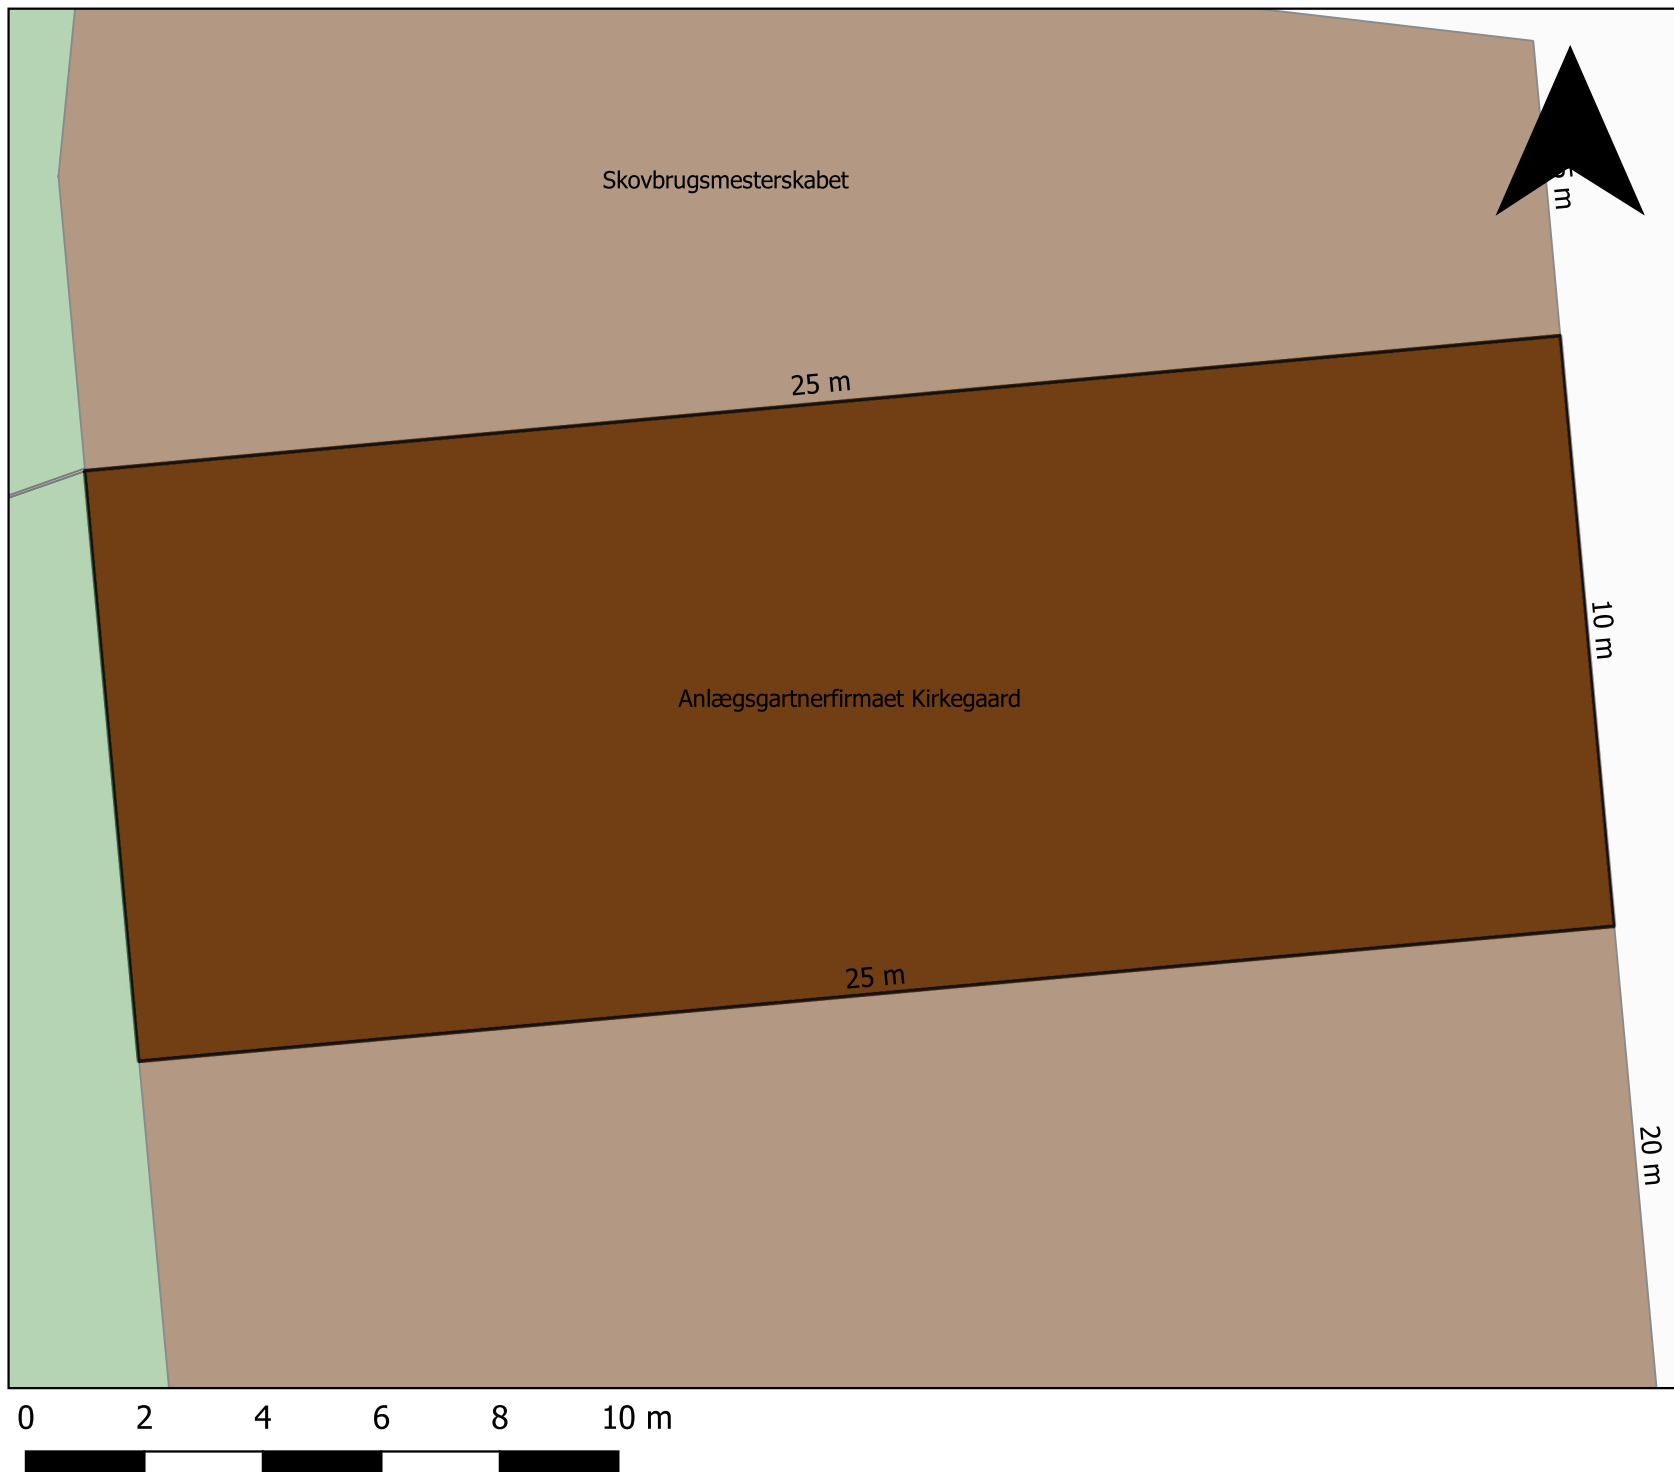 Skovbrugsmesterskabet
m
25 m
10 m
Anlægsgartnerfirmaet Kirkegaard
25 m
20 m
0 2 4 6 8 10 m